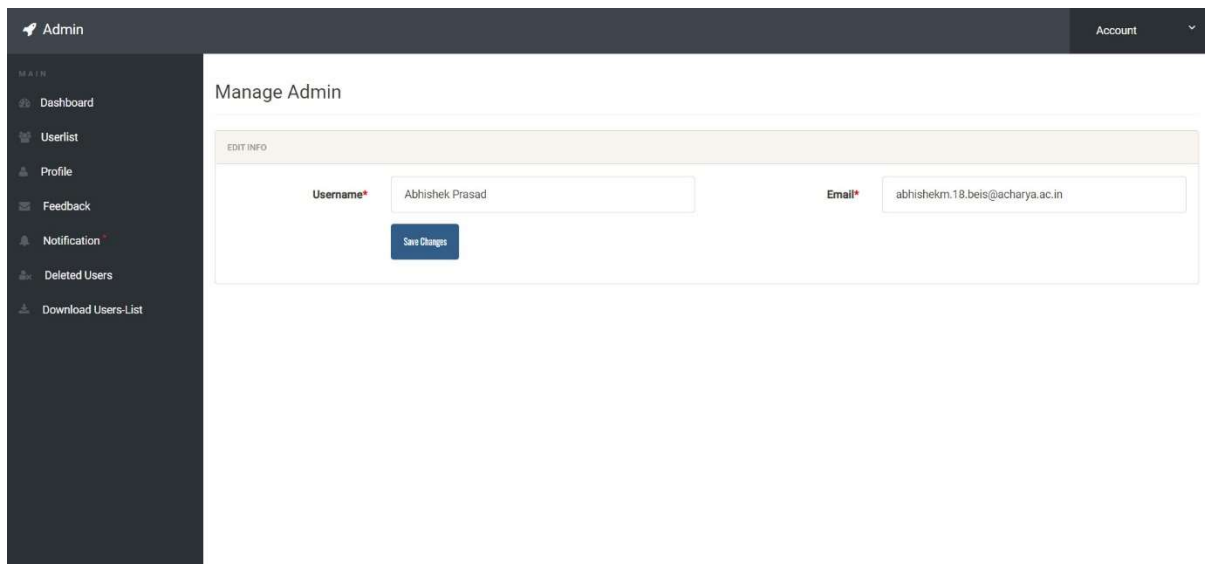 Admin
Account
MAIN
Dashboard
Userlist
Profile
Feedback
Notification*
Deleted Users
Download Users-List
Manage Admin
EDIT INFO
Username* Abhishek Prasad Email* abhishekm.18.beis@acharya.ac.in
Save Changes